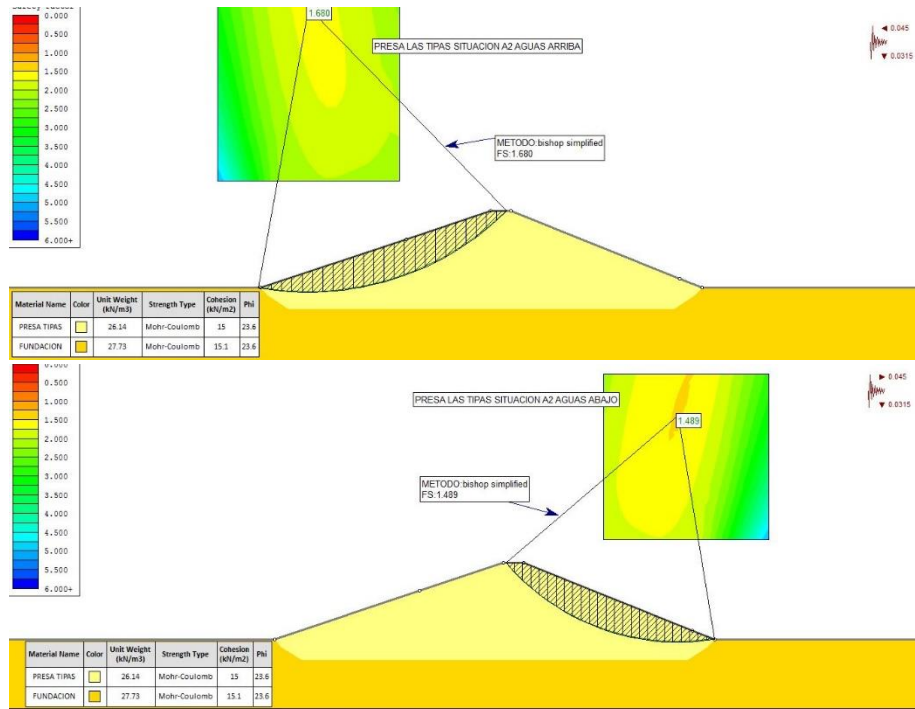 Safety Factor
0.000
0.500
1.000
1.500
2.000
2.500
3.000
3.500
4.000
4.500
5.000
5.500
6.000+
1.680
PRESA LAS TIPAS SITUACION A2 AGUAS ARRIBA
0.045
0.0315
METODO:bishop simplified
FS:1.680
Material Name Color Unit Weight (kN/m3) Strength Type Cohesion (kN/m2) Phi
PRESA TIPAS 26.14 Mohr-Coulomb 15 23.6
FUNDACION 27.73 Mohr-Coulomb 15.1 23.6
0.000
0.500
1.000
1.500
2.000
2.500
3.000
3.500
4.000
4.500
5.000
5.500
6.000+
PRESA LAS TIPAS SITUACION A2 AGUAS ABAJO
1.489
0.045
0.0315
METODO:bishop simplified
FS:1.489
Material Name Color Unit Weight (kN/m3) Strength Type Cohesion (kN/m2) Phi
PRESA TIPAS 26.14 Mohr-Coulomb 15 23.6
FUNDACION 27.73 Mohr-Coulomb 15.1 23.6